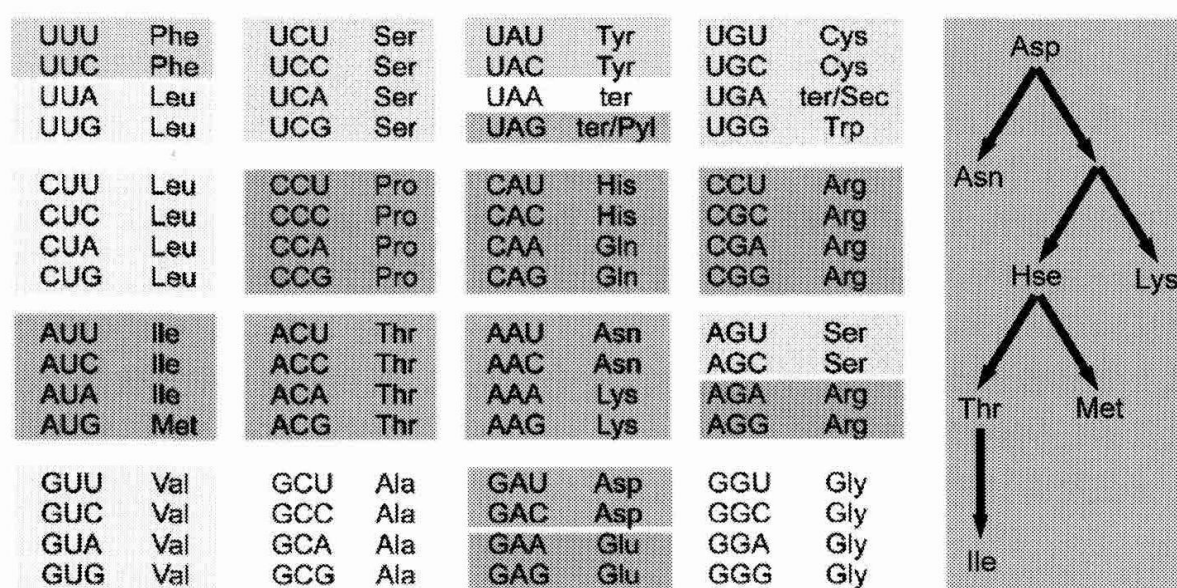 UUU Phe UCU Ser UAU Tyr UGU Cys
UUC Phe UCC Ser UAC Tyr UGC Cys
UUA Leu UCA Ser UAA ter UGA ter/Sec
UUG Leu UCG Ser UAG ter/Pyl UGG Trp
CUU Leu CCU Pro CAU His CCU Arg
CUC Leu CCC Pro CAC His CGC Arg
CUA Leu CCA Pro CAA Gln CGA Arg
CUG Leu CCG Pro CAG Gln CGG Arg
AUU Ile ACU Thr AAU Asn AGU Ser
AUC Ile ACC Thr AAC Asn AGC Ser
AUA Ile ACA Thr AAA Lys AGA Arg
AUG Met ACG Thr AAG Lys AGG Arg
GUU Val GCU Ala GAU Asp GGU Gly
GUC Val GCC Ala GAC Asp GGC Gly
GUA Val GCA Ala GAA Glu GGA Gly
GUG Val GCG Ala GAG Glu GGG Gly
Asp
Asn
Hse Lys
Thr Met
Ile